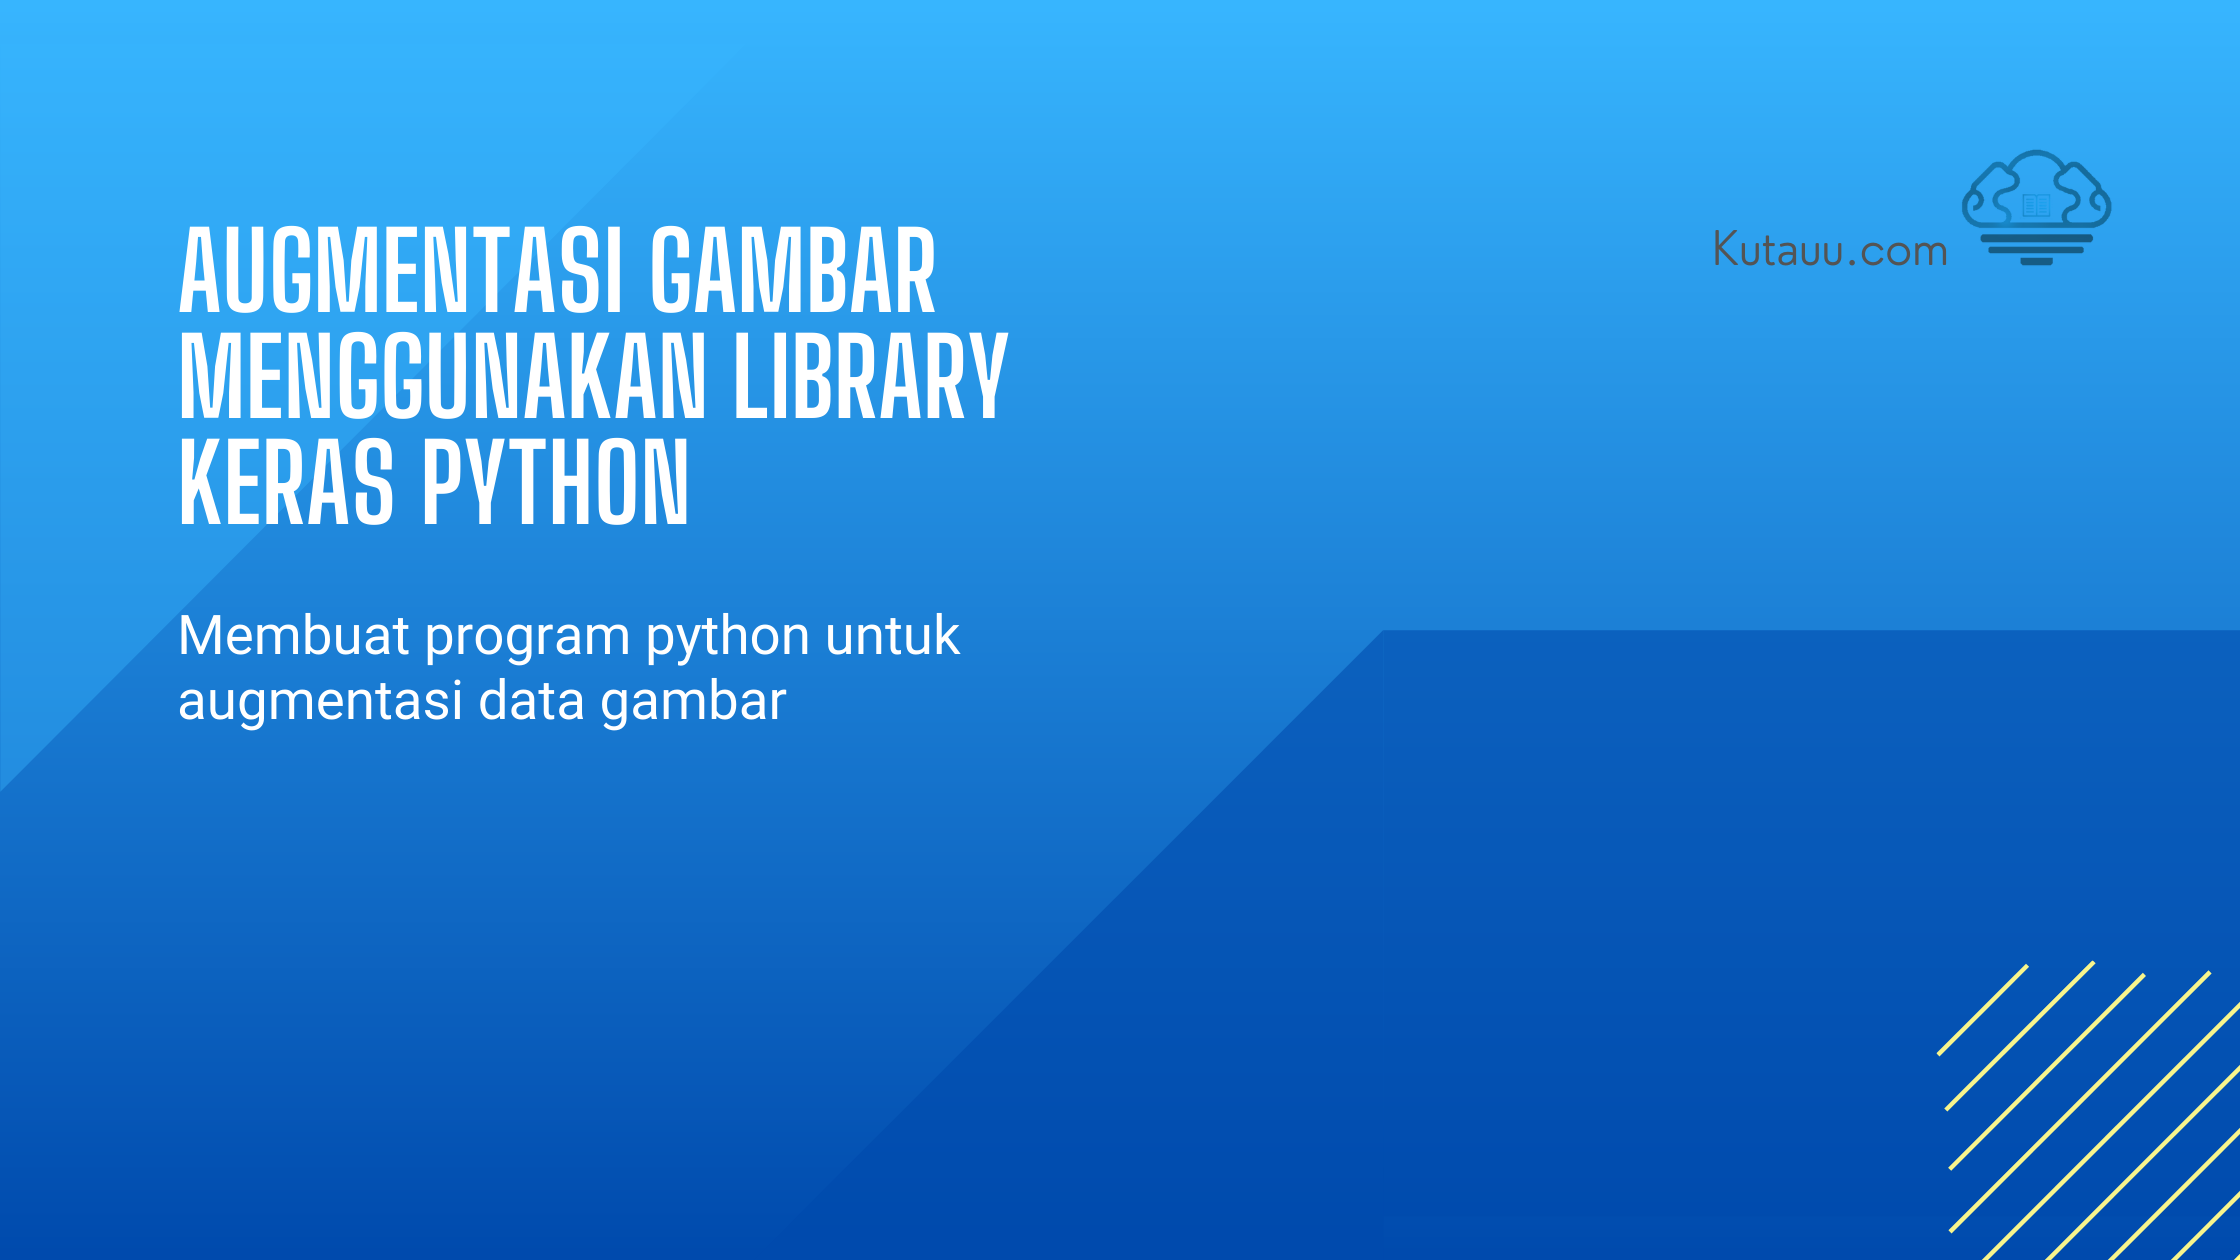 AUGMENTASI GAMBAR
MENGGUNAKAN LIBRARY
KERAS PYTHON
Membuat program python untuk
augmentasi data gambar
Kutauu.com